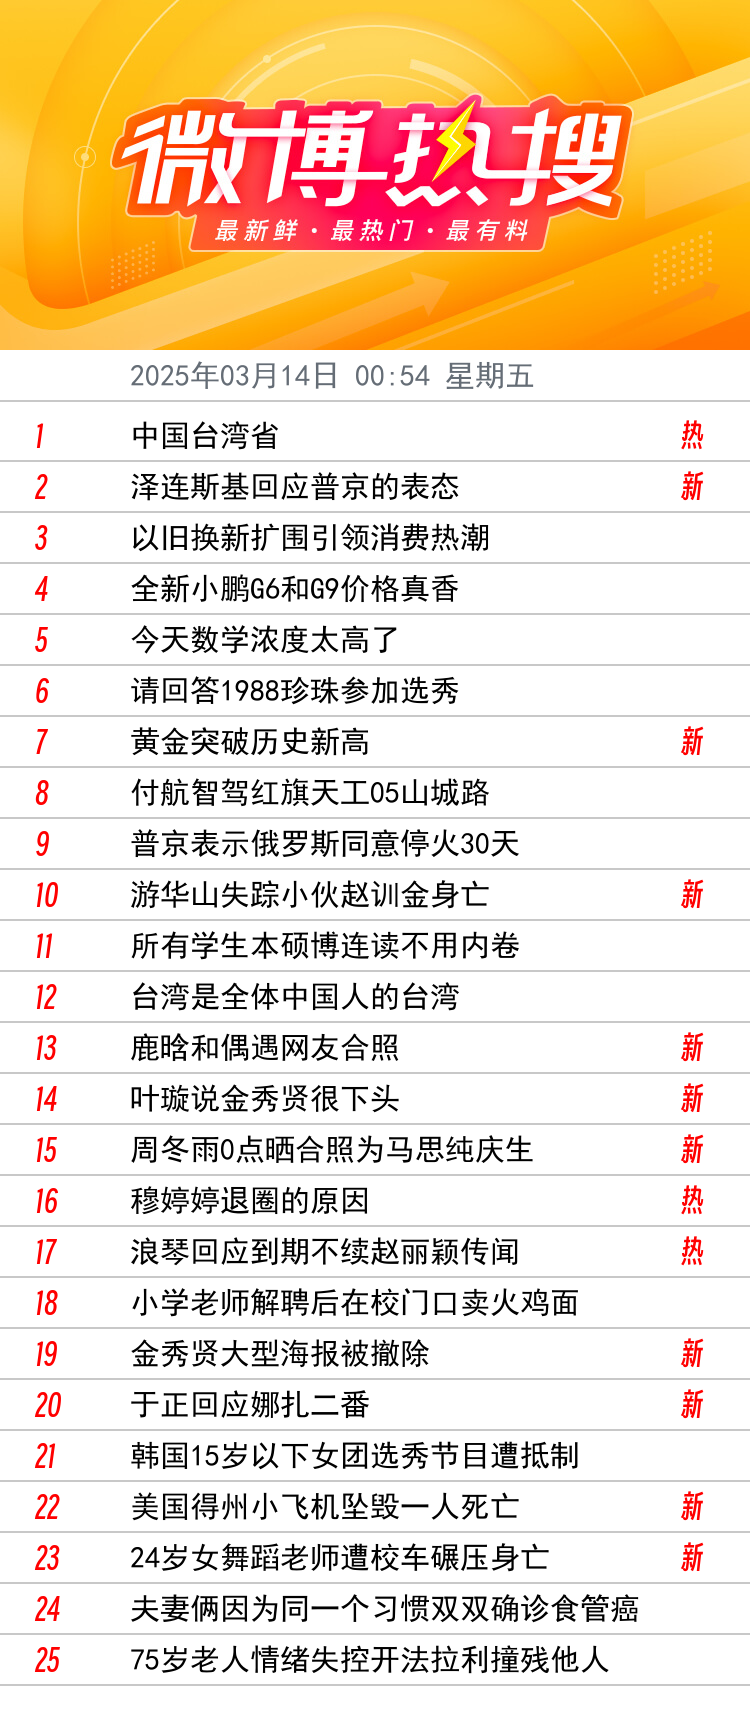 微博热搜
最新鲜·最热门·最有料
2025年03月14日 00:54 星期五
1 中国台湾省 热
2 泽连斯基回应普京的表态 新
3 以旧换新扩围引领消费热潮
4 全新小鹏G6和G9价格真香
5 今天数学浓度太高了
6 请回答1988珍珠参加选秀
7 黄金突破历史新高 新
8 付航智驾红旗天工05山城路
9 普京表示俄罗斯同意停火30天
10 游华山失踪小伙赵训金身亡 新
11 所有学生本硕博连读不用内卷
12 台湾是全体中国人的台湾
13 鹿晗和偶遇网友合照 新
14 叶璇说金秀贤很下头 新
15 周冬雨0点晒合照为马思纯庆生 新
16 穆婷婷退圈的原因 热
17 浪琴回应到期不续赵丽颖传闻 热
18 小学老师解聘后在校门口卖火鸡面
19 金秀贤大型海报被撤除 新
20 于正回应娜扎二番 新
21 韩国15岁以下女团选秀节目遭抵制
22 美国得州小飞机坠毁一人死亡 新
23 24岁女舞蹈老师遭校车碾压身亡 新
24 夫妻俩因为同一个习惯双双确诊食管癌
25 75岁老人情绪失控开法拉利撞残他人